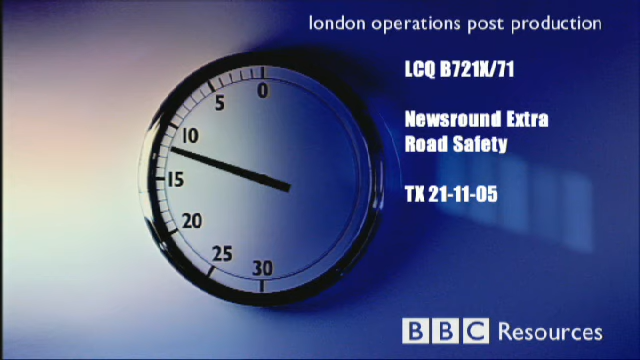 london operations post production
LCQ B721X/71
Newsround Extra
Road Safety
TX 21-11-05
0
5
10
15
20
25
30
BBC Resources